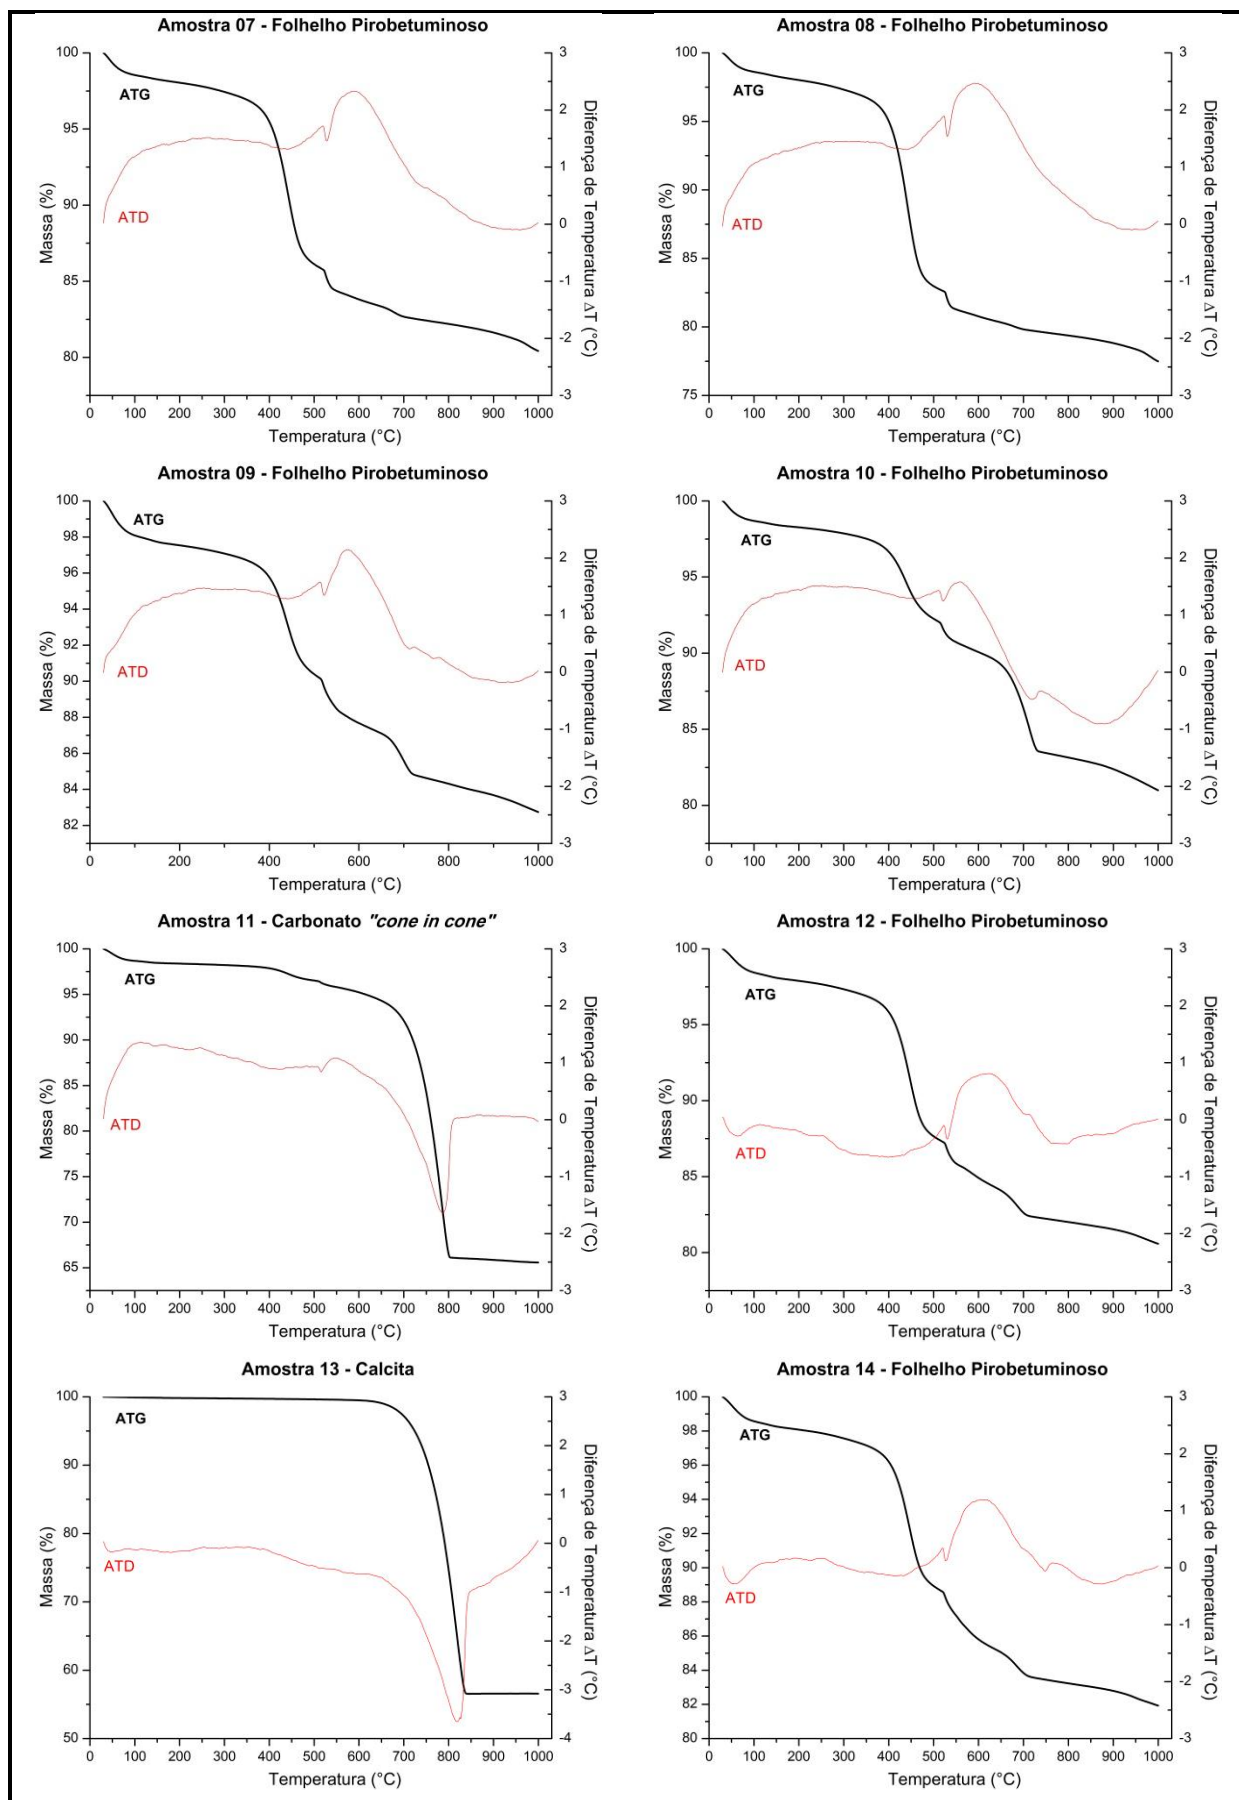 Amostra 07 - Folhelho Pirobetuminoso
100
95
90
85
80
Massa (%)
ATG
ATD
3
2
1
0
-1
-2
-3
Diferença de Temperatura ΔT (°C)
0 100 200 300 400 500 600 700 800 900 1000
Temperatura (°C)
Amostra 08 - Folhelho Pirobetuminoso
100
95
90
85
80
75
Massa (%)
ATG
ATD
3
2
1
0
-1
-2
-3
Diferença de Temperatura ΔT (°C)
0 100 200 300 400 500 600 700 800 900 1000
Temperatura (°C)
Amostra 09 - Folhelho Pirobetuminoso
100
98
96
94
92
90
88
86
84
82
Massa (%)
ATG
ATD
3
2
1
0
-1
-2
-3
Diferença de Temperatura ΔT (°C)
0 100 200 300 400 500 600 700 800 900 1000
Temperatura (°C)
Amostra 10 - Folhelho Pirobetuminoso
100
95
90
85
80
Massa (%)
ATG
ATD
3
2
1
0
-1
-2
-3
Diferença de Temperatura ΔT (°C)
0 100 200 300 400 500 600 700 800 900 1000
Temperatura (°C)
Amostra 11 - Carbonato "cone in cone"
100
95
90
85
80
75
70
65
Massa (%)
ATG
ATD
3
2
1
0
-1
-2
-3
Diferença de Temperatura ΔT (°C)
0 100 200 300 400 500 600 700 800 900 1000
Temperatura (°C)
Amostra 12 - Folhelho Pirobetuminoso
100
95
90
85
80
Massa (%)
ATG
ATD
3
2
1
0
-1
-2
-3
Diferença de Temperatura ΔT (°C)
0 100 200 300 400 500 600 700 800 900 1000
Temperatura (°C)
Amostra 13 - Calcita
100
90
80
70
60
50
Massa (%)
ATG
ATD
3
2
1
0
-1
-2
-3
-4
Diferença de Temperatura ΔT (°C)
0 100 200 300 400 500 600 700 800 900 1000
Temperatura (°C)
Amostra 14 - Folhelho Pirobetuminoso
100
98
96
94
92
90
88
86
84
82
80
Massa (%)
ATG
ATD
3
2
1
0
-1
-2
-3
Diferença de Temperatura ΔT (°C)
0 100 200 300 400 500 600 700 800 900 1000
Temperatura (°C)